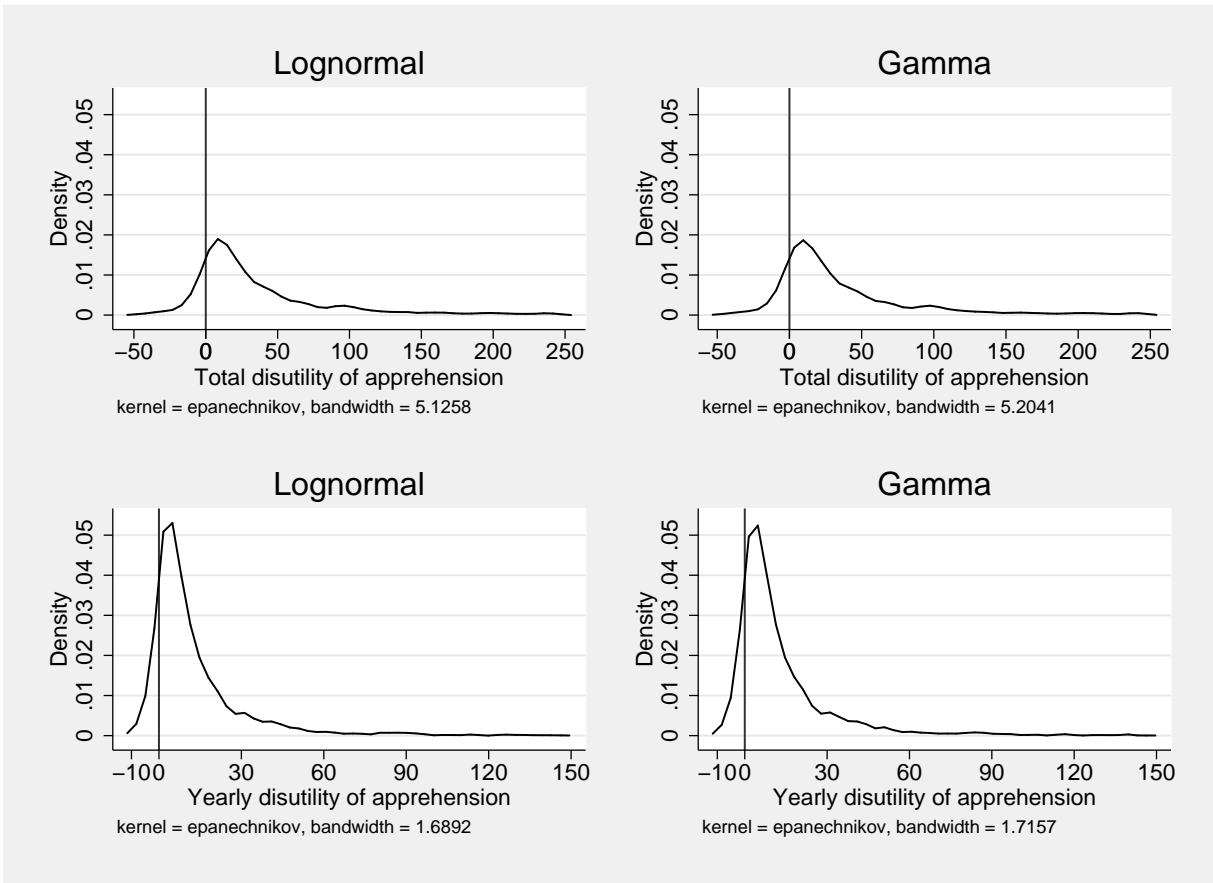 Lognormal
Density
0 .01 .02 .03 .04 .05
−50 0 50 100 150 200 250
Total disutility of apprehension
kernel = epanechnikov, bandwidth = 5.1258
Gamma
Density
0 .01 .02 .03 .04 .05
−50 0 50 100 150 200 250
Total disutility of apprehension
kernel = epanechnikov, bandwidth = 5.2041
Lognormal
Density
0 .01 .02 .03 .04 .05
−10 0 30 60 90 120 150
Yearly disutility of apprehension
kernel = epanechnikov, bandwidth = 1.6892
Gamma
Density
0 .01 .02 .03 .04 .05
−10 0 30 60 90 120 150
Yearly disutility of apprehension
kernel = epanechnikov, bandwidth = 1.7157